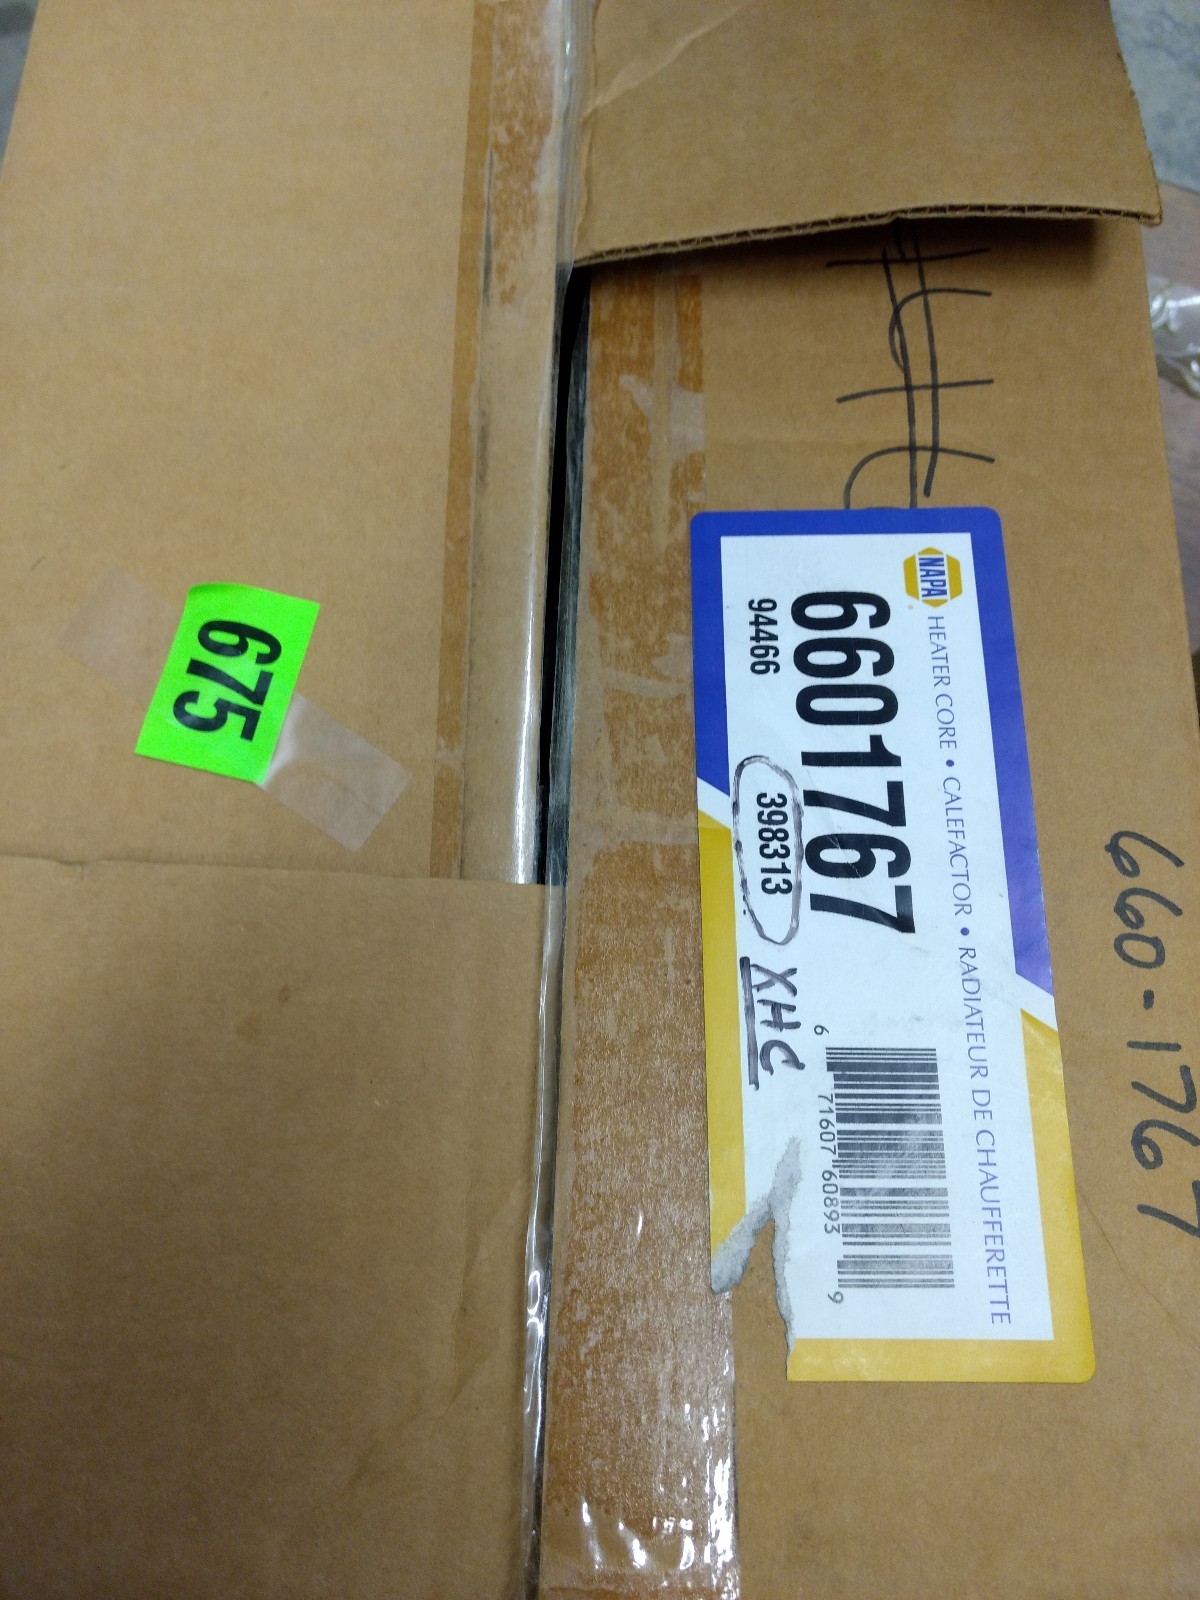 NAPA
HEATER CORE • CALEFACTOR • RADIATEUR DE CHAUFFERETTE
6601767
94466
398313
XHC
6 71607 60893 9
660-1767
675